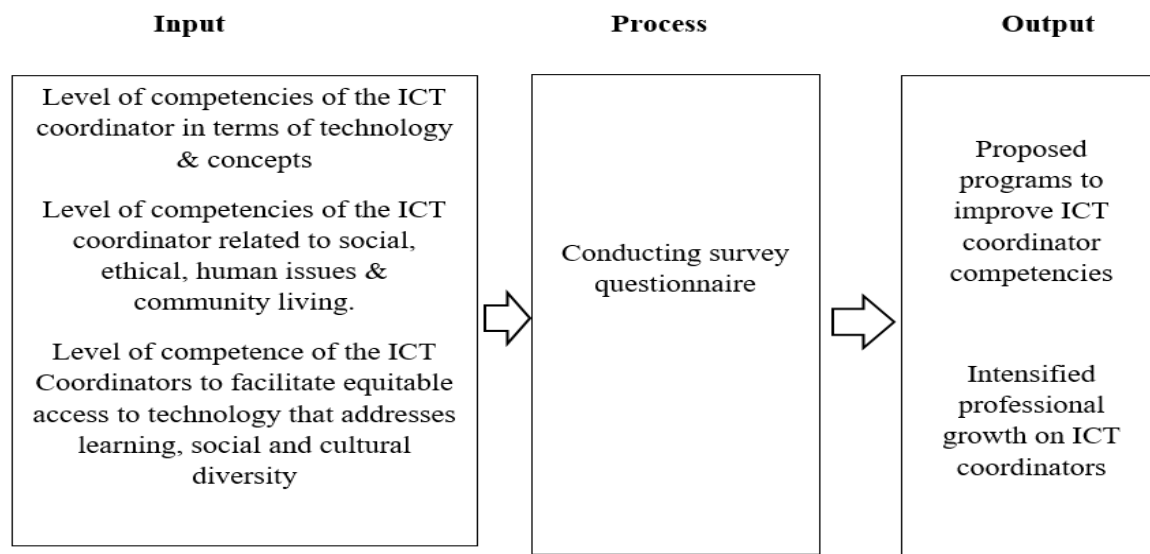 Input
Process
Output
Level of competencies of the ICT
coordinator in terms of technology
& concepts
Level of competencies of the ICT
coordinator related to social,
ethical, human issues &
community living.
Level of competence of the ICT
Coordinators to facilitate equitable
access to technology that addresses
learning, social and cultural
diversity
Conducting survey
questionnaire
Proposed
programs to
improve ICT
coordinator
competencies
Intensified
professional
growth on ICT
coordinators